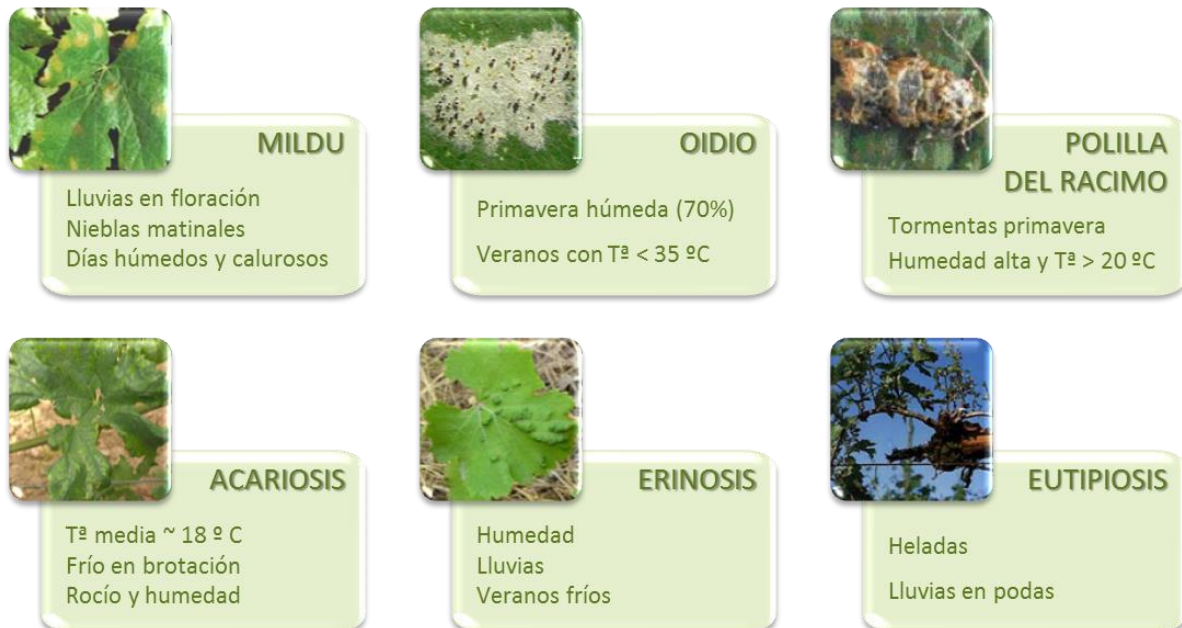 MILDU
Lluvias en floración
Nieblas matinales
Días húmedos y calurosos
OIDIO
Primavera húmeda (70%)
Veranos con Tª < 35 ºC
POLILLA
DEL RACIMO
Tormentas primavera
Humedad alta y Tª > 20 ºC
ACARIOSIS
Tª media ~ 18 º C
Frío en brotación
Rocío y humedad
ERINOSIS
Humedad
Lluvias
Veranos fríos
EUTIPIOSIS
Heladas
Lluvias en podas